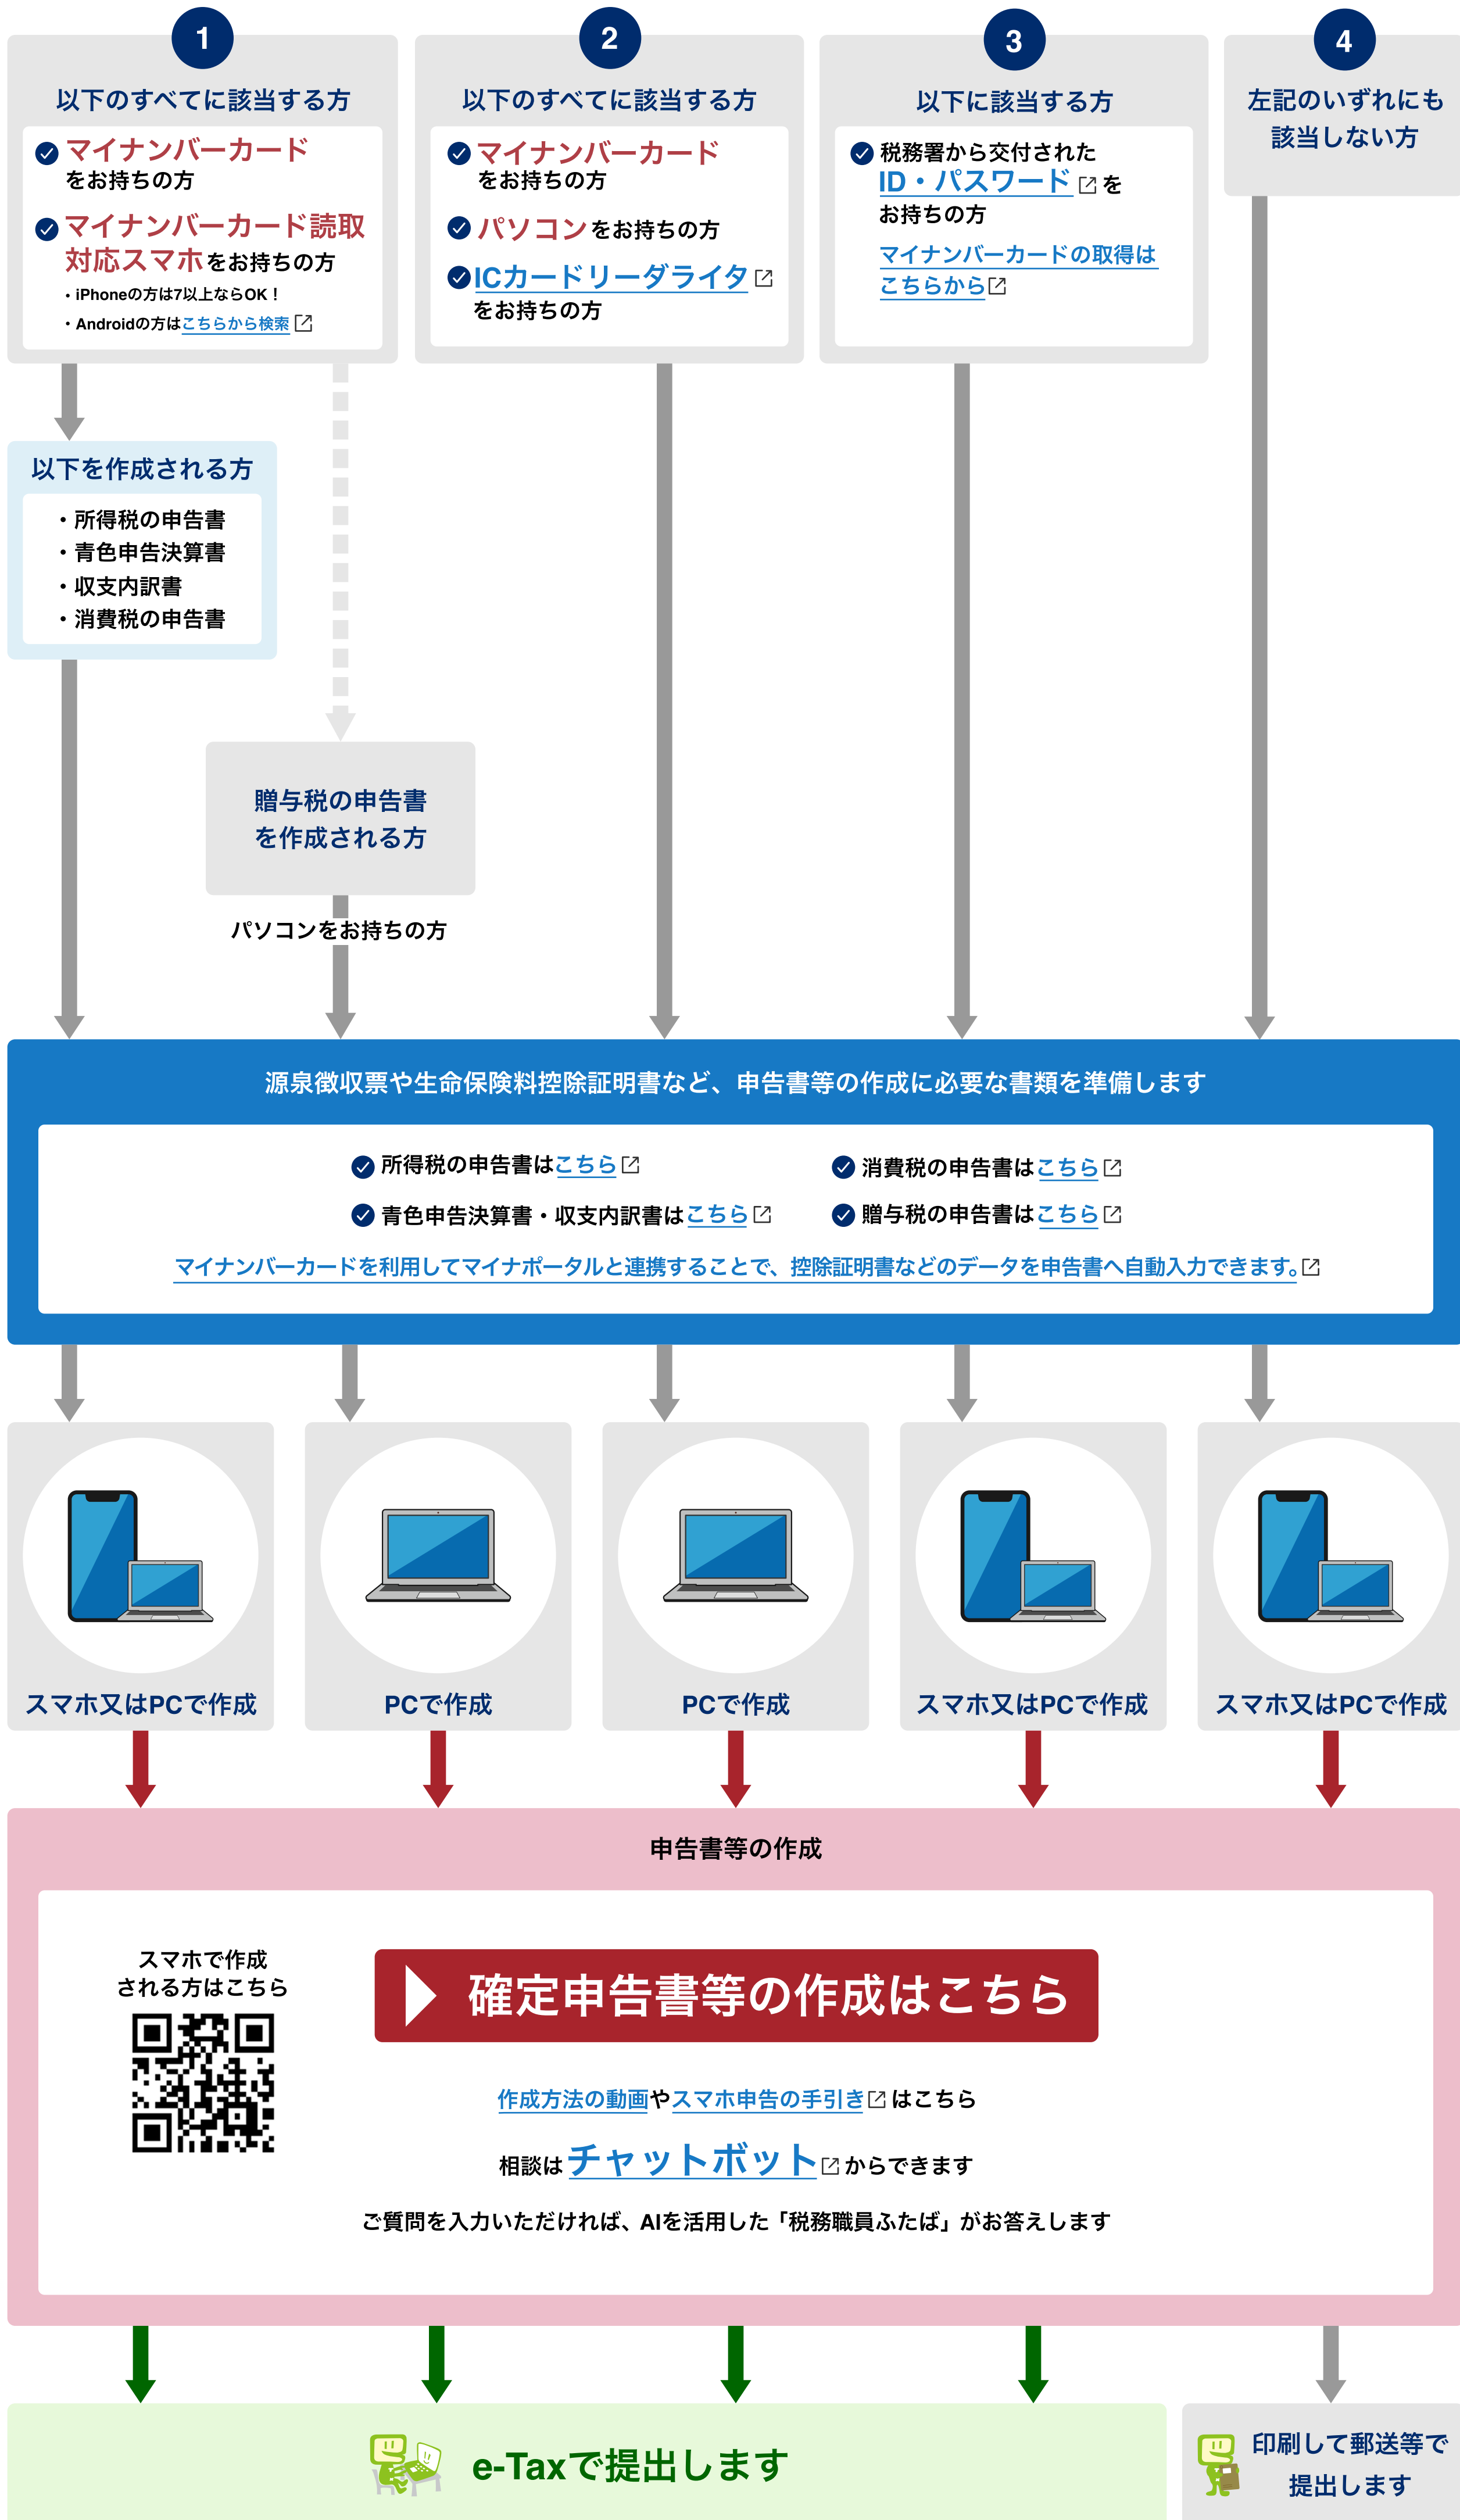 1
以下のすべてに該当する方
マイナンバーカード
をお持ちの方
マイナンバーカード読取
対応スマホをお持ちの方
・iPhoneの方は7以上ならOK！
・Androidの方はこちらから検索
2
以下のすべてに該当する方
マイナンバーカード
をお持ちの方
パソコンをお持ちの方
ICカードリーダライタ
をお持ちの方
3
以下に該当する方
税務署から交付された
ID・パスワード を
お持ちの方
マイナンバーカードの取得は
こちらから
4
左記のいずれにも
該当しない方
以下を作成される方
・所得税の申告書
・青色申告決算書
・収支内訳書
・消費税の申告書
贈与税の申告書
を作成される方
パソコンをお持ちの方
源泉徴収票や生命保険料控除証明書など、申告書等の作成に必要な書類を準備します
所得税の申告書はこちら
消費税の申告書はこちら
青色申告決算書・収支内訳書はこちら
贈与税の申告書はこちら
マイナンバーカードを利用してマイナポータルと連携することで、控除証明書などのデータを申告書へ自動入力できます。
スマホ又はPCで作成
PCで作成
PCで作成
スマホ又はPCで作成
スマホ又はPCで作成
申告書等の作成
スマホで作成
される方はこちら
確定申告書等の作成はこちら
作成方法の動画やスマホ申告の手引き はこちら
相談はチャットボット からできます
ご質問を入力いただければ、AIを活用した「税務職員ふたば」がお答えします
e-Taxで提出します
印刷して郵送等で
提出します